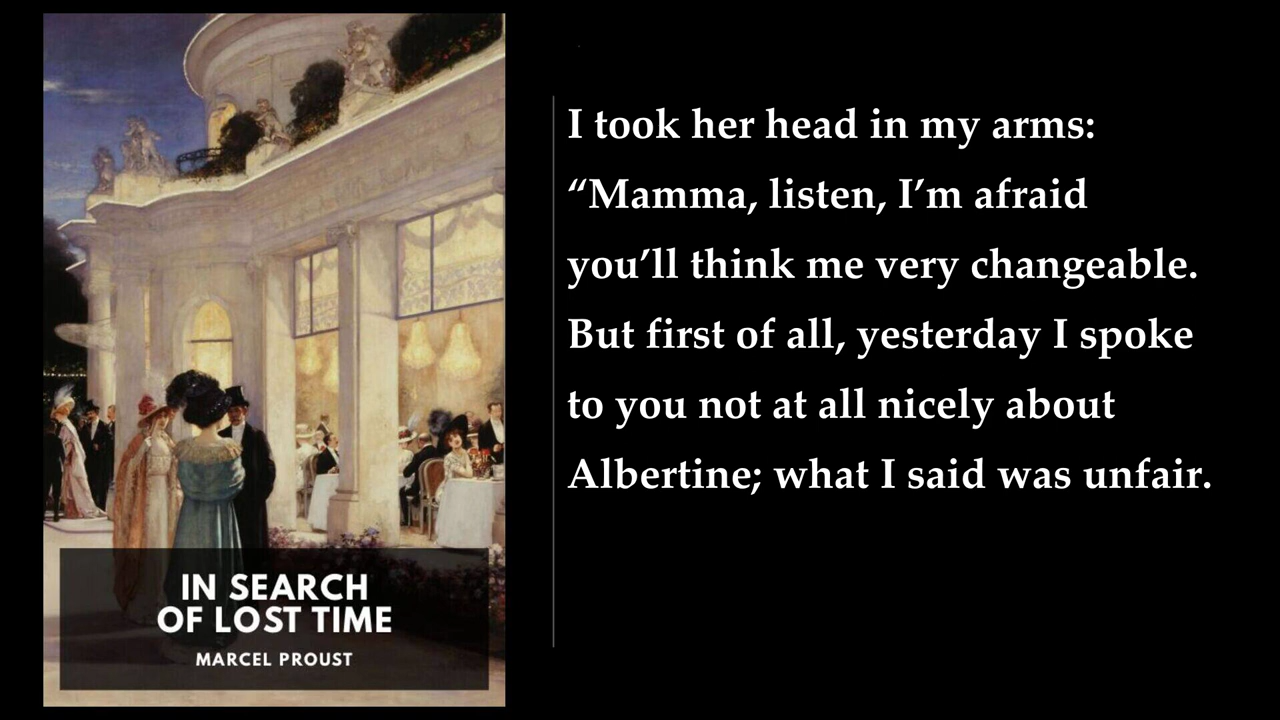 IN SEARCH
OF LOST TIME
MARCEL PROUST
I took her head in my arms:
“Mamma, listen, I’m afraid
you’ll think me very changeable.
But first of all, yesterday I spoke
to you not at all nicely about
Albertine; what I said was unfair.